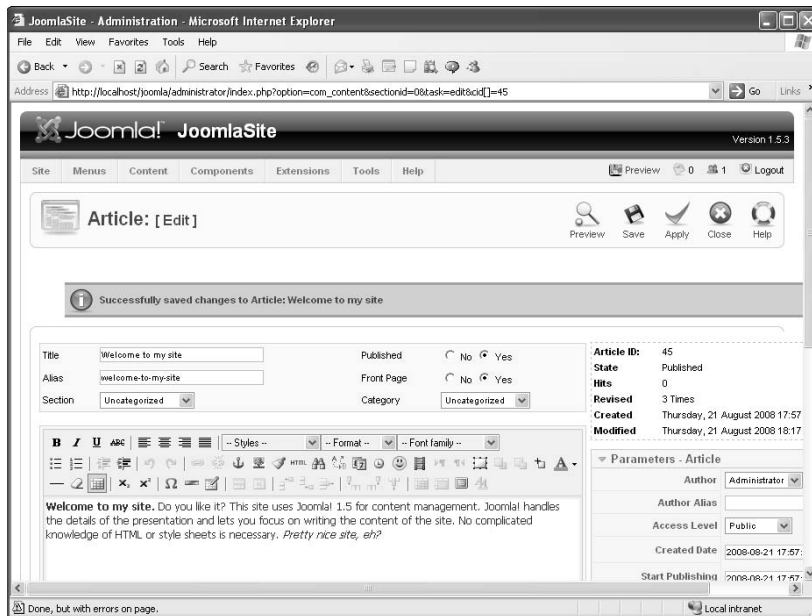 JoomlaSite - Administration - Microsoft Internet Explorer
File Edit View Favorites Tools Help
Back Search Favorites
Address http://localhost/joomla/administrator/index.php?option=com_content&sectionid=0&task=edit&cid[]=45 Go Links
Joomla! JoomlaSite
Version 1.5.3
Site Menus Content Components Extensions Tools Help Preview 0 1 Logout
Article: [ Edit ]
Preview Save Apply Close Help
Successfully saved changes to Article: Welcome to my site
Title Welcome to my site Published No Yes
Alias welcome-to-my-site Front Page No Yes
Section Uncategorized Category Uncategorized
Article ID: 45
State Published
Hits 0
Revised 3 Times
Created Thursday, 21 August 2008 17:57
Modified Thursday, 21 August 2008 18:17
B I U ABC -- Styles -- -- Format -- -- Font family --
HTML A
x₂ x² Ω
Welcome to my site. Do you like it? This site uses Joomla! 1.5 for content management. Joomla! handles
the details of the presentation and lets you focus on writing the content of the site. No complicated
knowledge of HTML or style sheets is necessary. Pretty nice site, eh?
Parameters - Article
Author Administrator
Author Alias
Access Level Public
Created Date 2008-08-21 17:57:
Start Publishing 2008-08-21 17:57:
Done, but with errors on page. Local intranet